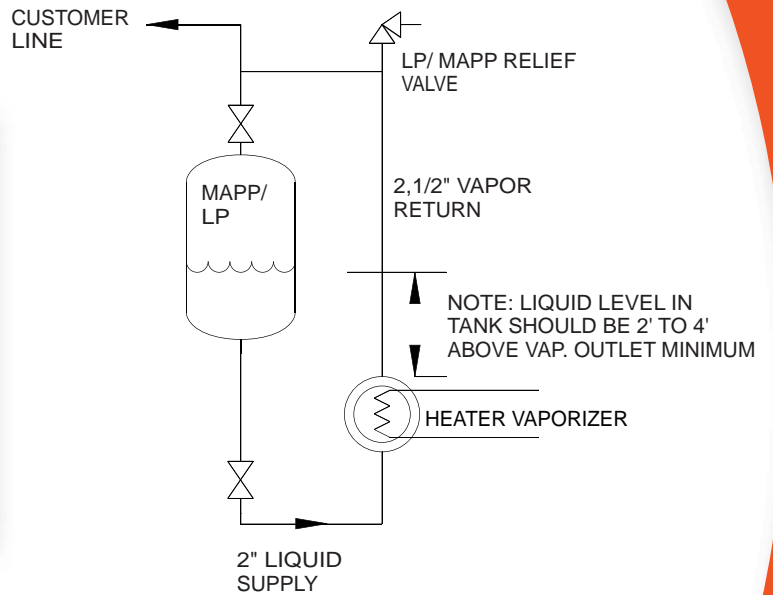 CUSTOMER
LINE
LP/ MAPP RELIEF
VALVE
MAPP/
LP
2,1/2" VAPOR
RETURN
NOTE: LIQUID LEVEL IN
TANK SHOULD BE 2' TO 4'
ABOVE VAP. OUTLET MINIMUM
HEATER VAPORIZER
2" LIQUID
SUPPLY